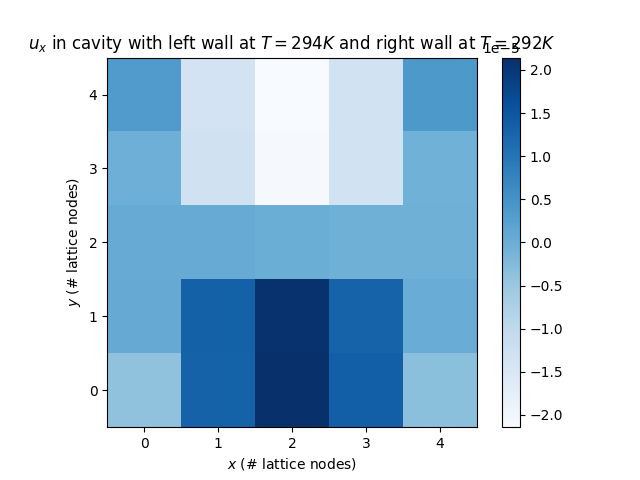 u_x in cavity with left wall at T = 294K and right wall at T = 292K
1e−5
4
3
2
1
0
y (# lattice nodes)
0 1 2 3 4
x (# lattice nodes)
2.0
1.5
1.0
0.5
0.0
−0.5
−1.0
−1.5
−2.0